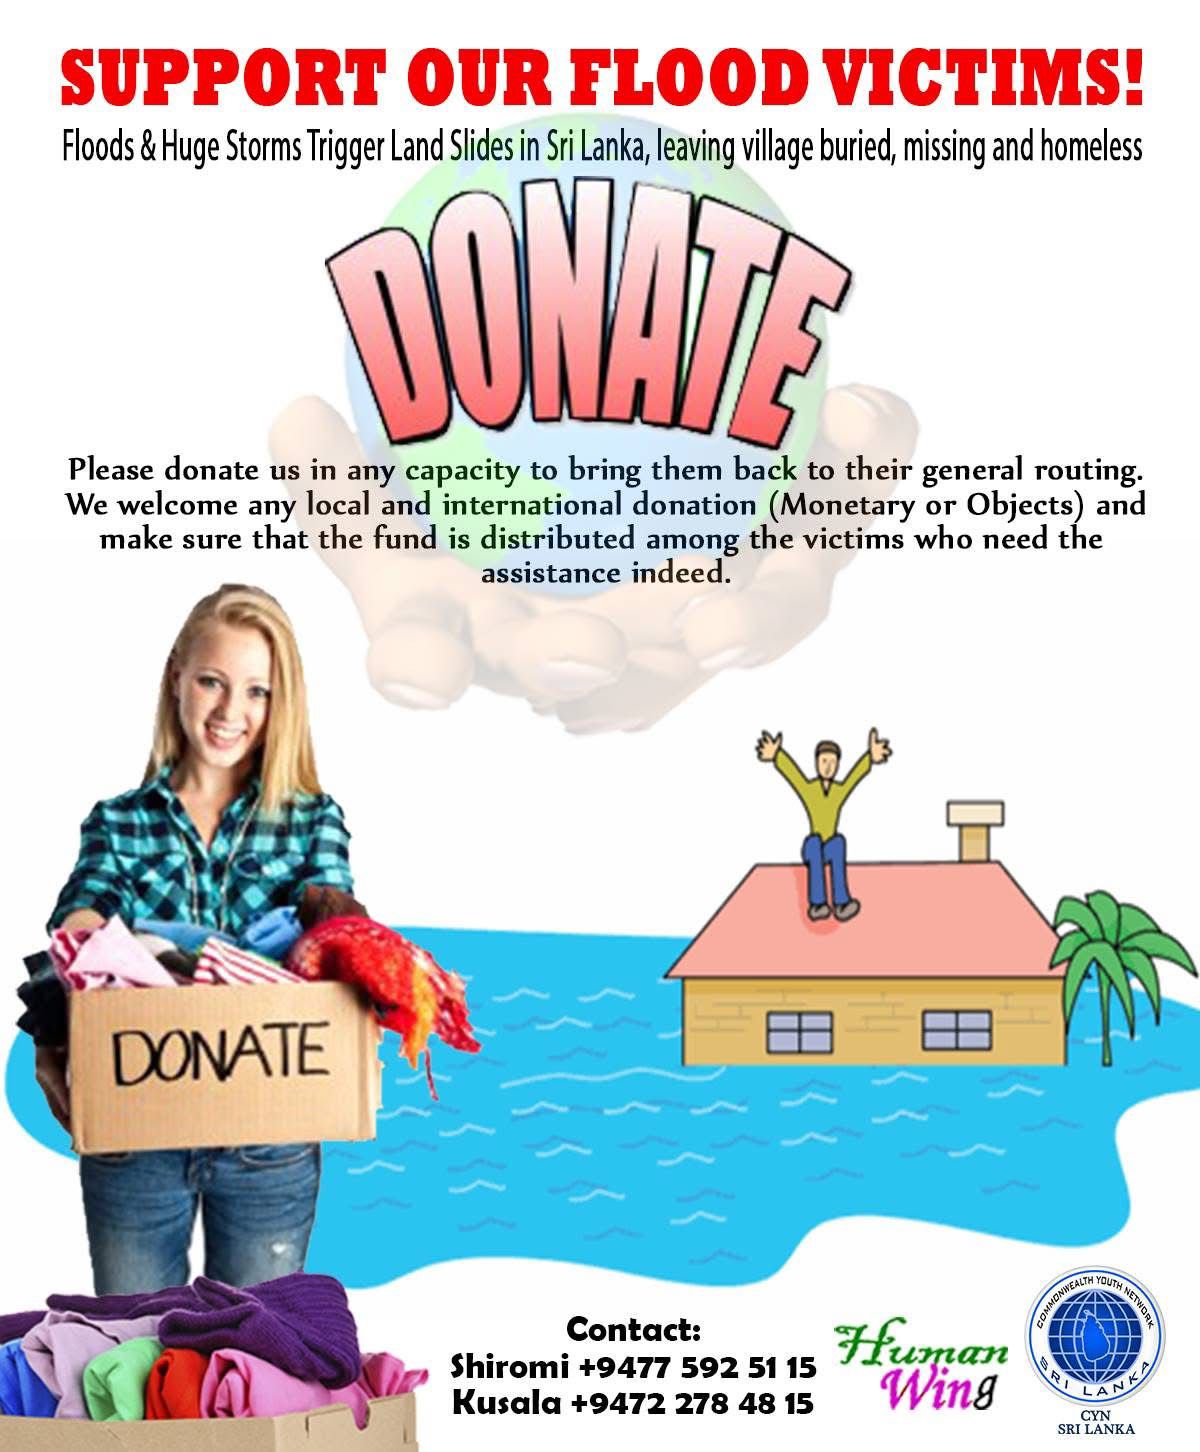 SUPPORT OUR FLOOD VICTIMS!
Floods & Huge Storms Trigger Land Slides in Sri Lanka, leaving village buried, missing and homeless
DONATE
Please donate us in any capacity to bring them back to their general routing.
We welcome any local and international donation (Monetary or Objects) and
make sure that the fund is distributed among the victims who need the
assistance indeed.
DONATE
Contact:
Shiromi +9477 592 51 15
Kusala +9472 278 48 15
Human
Wing
COMMONWEALTH YOUTH NETWORK
SRI LANKA
CYN
SRI LANKA